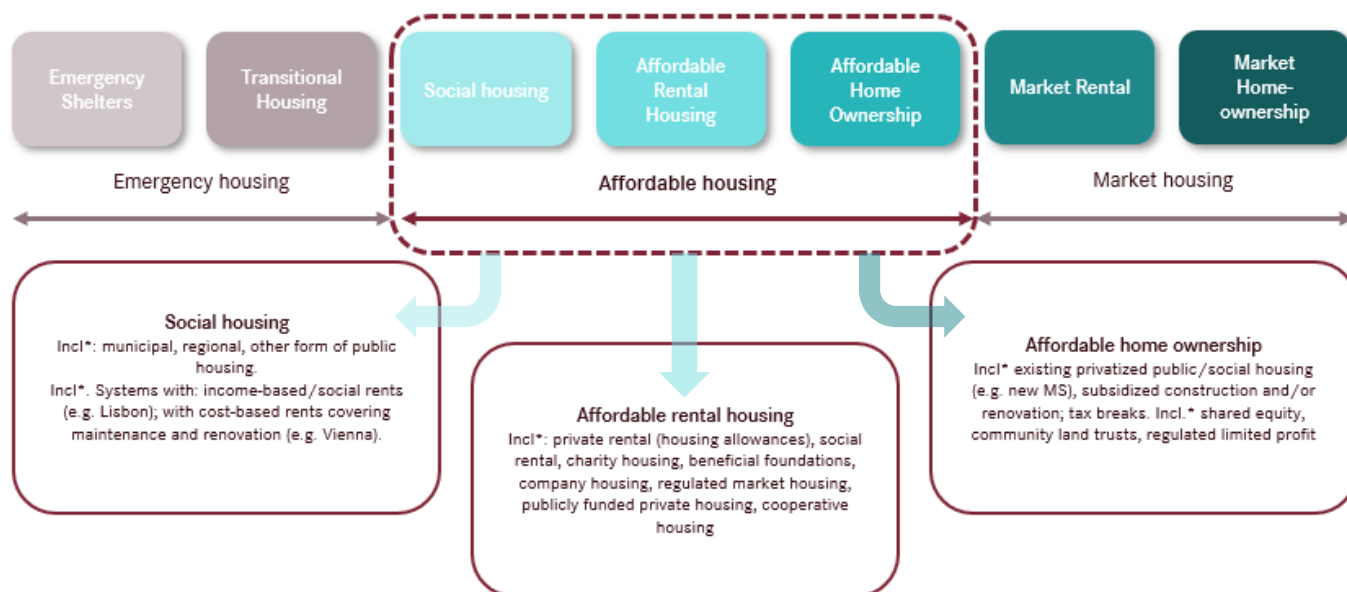 Emergency
Shelters
Transitional
Housing
Social housing
Affordable
Rental
Housing
Affordable
Home
Ownership
Market Rental
Market
Home-
ownership
Emergency housing
Affordable housing
Market housing
Social housing
Incl*: municipal, regional, other form of public
housing.
Incl*. Systems with: income-based/social rents
(e.g. Lisbon); with cost-based rents covering
maintenance and renovation (e.g. Vienna).
Affordable rental housing
Incl*: private rental (housing allowances), social
rental, charity housing, beneficial foundations,
company housing, regulated market housing,
publicly funded private housing, cooperative
housing
Affordable home ownership
Incl* existing privatized public/social housing
(e.g. new MS), subsidized construction and/or
renovation; tax breaks. Incl.* shared equity,
community land trusts, regulated limited profit